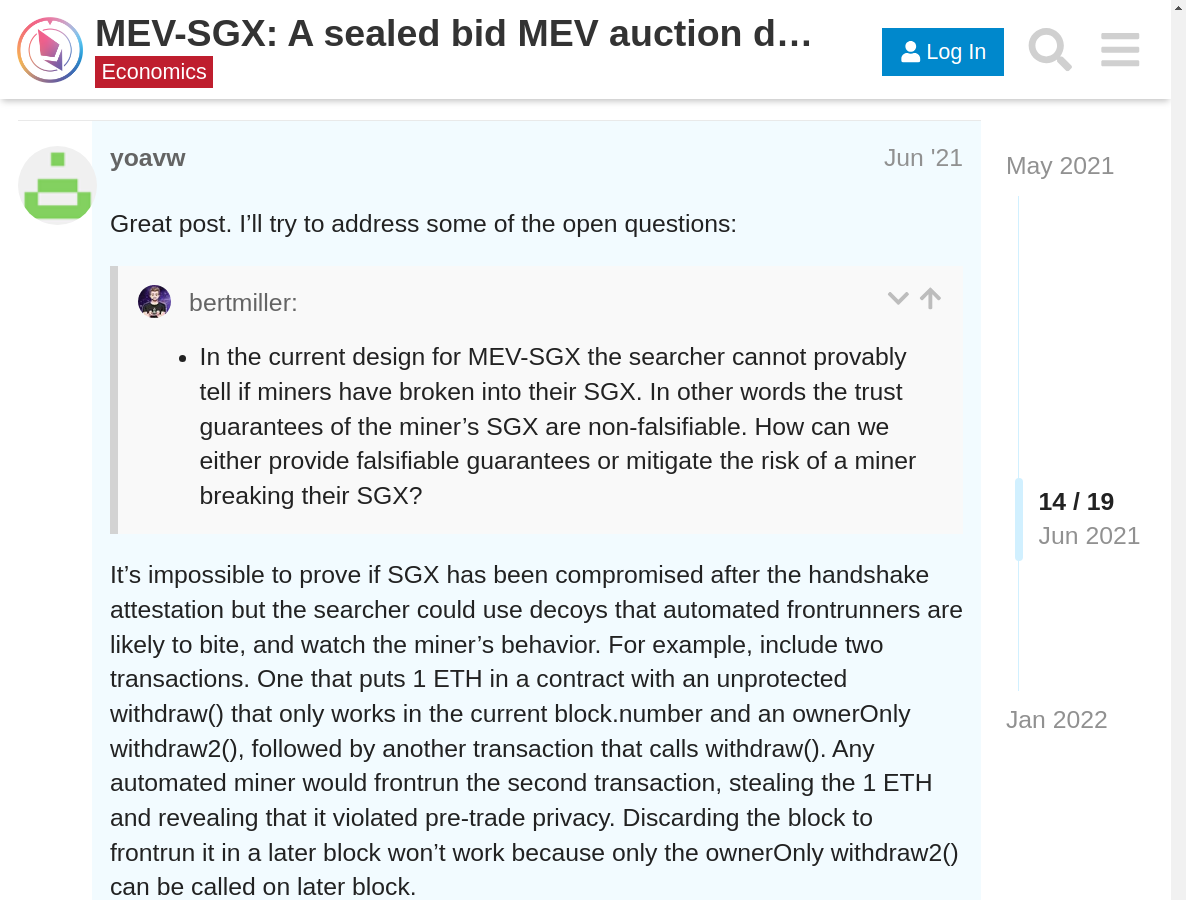 MEV-SGX: A sealed bid MEV auction d…
Economics
Log In
yoavw
Jun '21
Great post. I’ll try to address some of the open questions:
bertmiller:
• In the current design for MEV-SGX the searcher cannot provably
tell if miners have broken into their SGX. In other words the trust
guarantees of the miner’s SGX are non-falsifiable. How can we
either provide falsifiable guarantees or mitigate the risk of a miner
breaking their SGX?
It’s impossible to prove if SGX has been compromised after the handshake
attestation but the searcher could use decoys that automated frontrunners are
likely to bite, and watch the miner’s behavior. For example, include two
transactions. One that puts 1 ETH in a contract with an unprotected
withdraw() that only works in the current block.number and an ownerOnly
withdraw2(), followed by another transaction that calls withdraw(). Any
automated miner would frontrun the second transaction, stealing the 1 ETH
and revealing that it violated pre-trade privacy. Discarding the block to
frontrun it in a later block won’t work because only the ownerOnly withdraw2()
can be called on later block.
May 2021
14 / 19
Jun 2021
Jan 2022